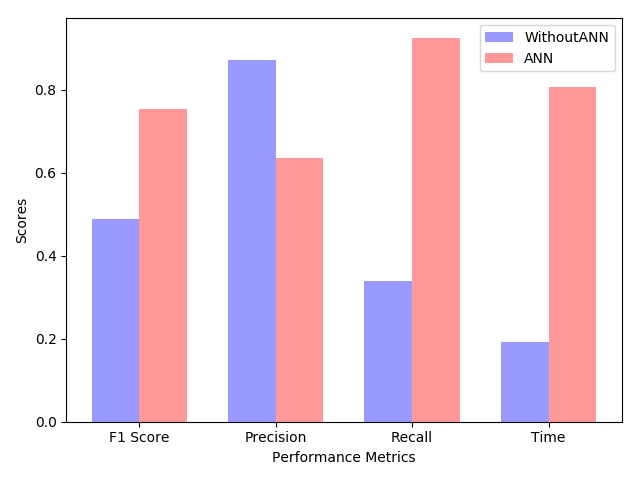 WithoutANN
ANN
0.8
0.6
0.4
0.2
0.0
Scores
F1 Score Precision Recall Time
Performance Metrics